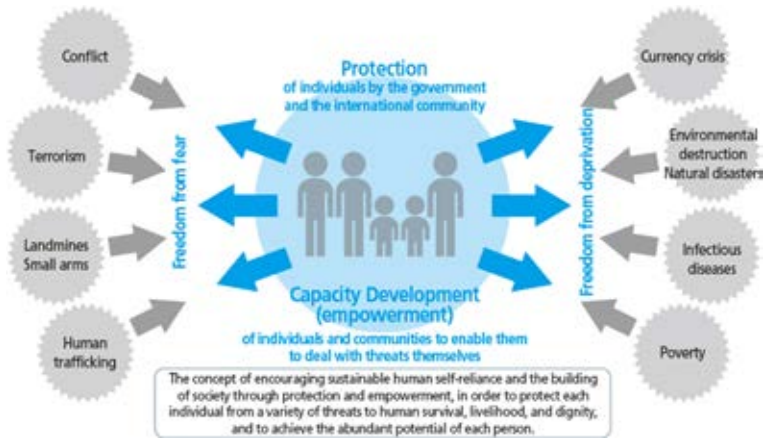 Conflict
Terrorism
Landmines
Small arms
Human
trafficking
Freedom from fear
Protection
of individuals by the government
and the international community
Capacity Development
(empowerment)
of individuals and communities to enable them
to deal with threats themselves
Freedom from deprivation
Currency crisis
Environmental
destruction
Natural disasters
Infectious
diseases
Poverty
The concept of encouraging sustainable human self-reliance and the building
of society through protection and empowerment, in order to protect each
individual from a variety of threats to human survival, livelihood, and dignity,
and to achieve the abundant potential of each person.